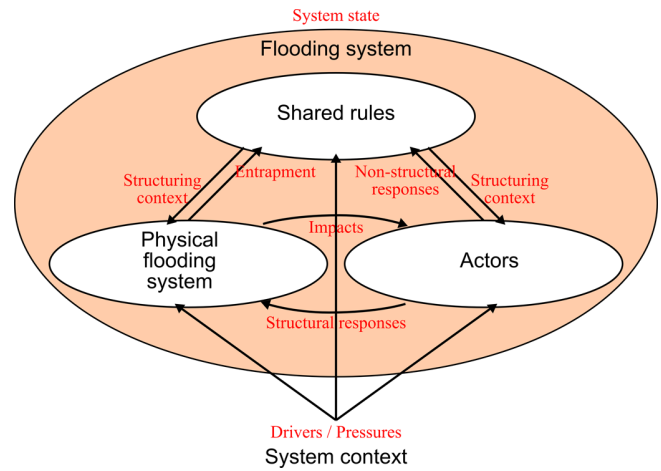 System state
Flooding system
Shared rules
Structuring
context
Entrapment
Non-structural
responses
Structuring
context
Impacts
Physical
flooding
system
Actors
Structural responses
Drivers / Pressures
System context